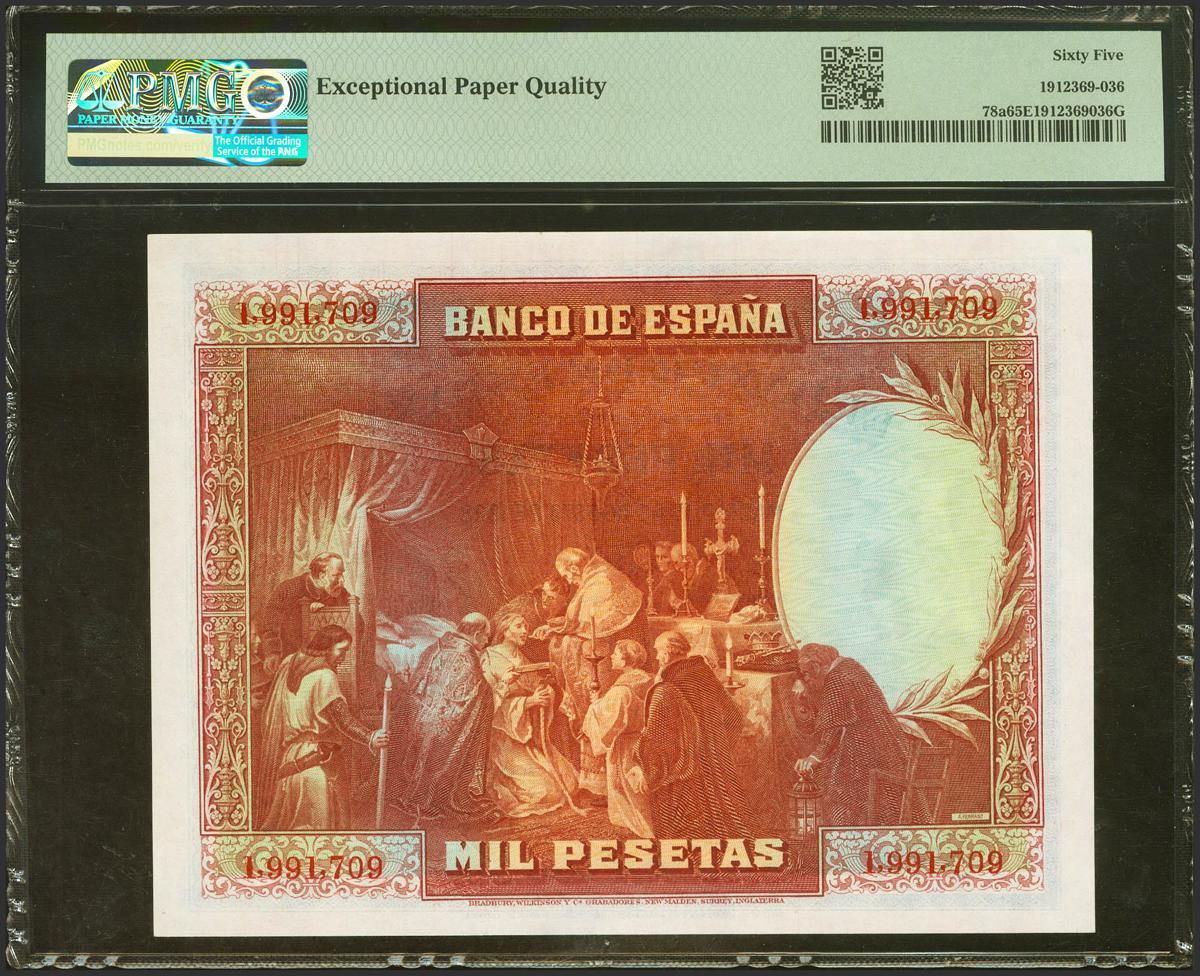 PMG
PAPER MONEY GUARANTY
PMGnotes.com/verify
The Official Grading
Service of the PNG
Exceptional Paper Quality
Sixty Five
1912369-036
78a65E1912369036G
1,991,709
BANCO DE ESPAÑA
1,991,709
A. FERRANT
1,991,709
MIL PESETAS
1,991,709
BRADBURY, WILKINSON Y Cª GRABADORES. NEW MALDEN, SURREY, INGLATERRA